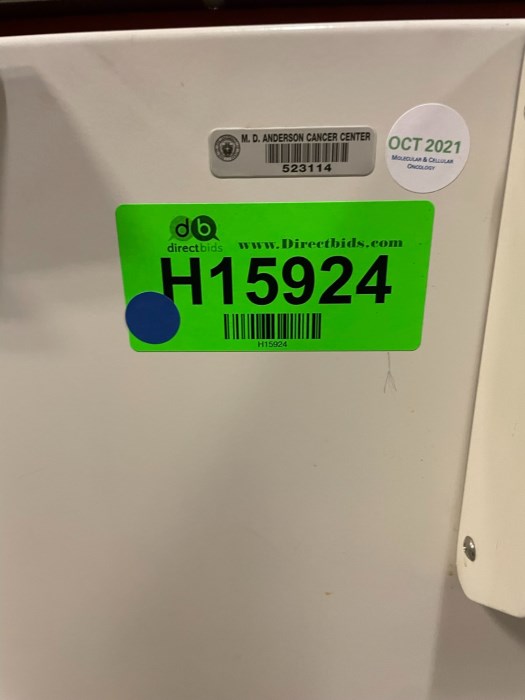 M. D. ANDERSON CANCER CENTER
523114
OCT 2021
MOLECULAR & CELLULAR
ONCOLOGY
db
directbids
www.Directbids.com
H15924
H15924